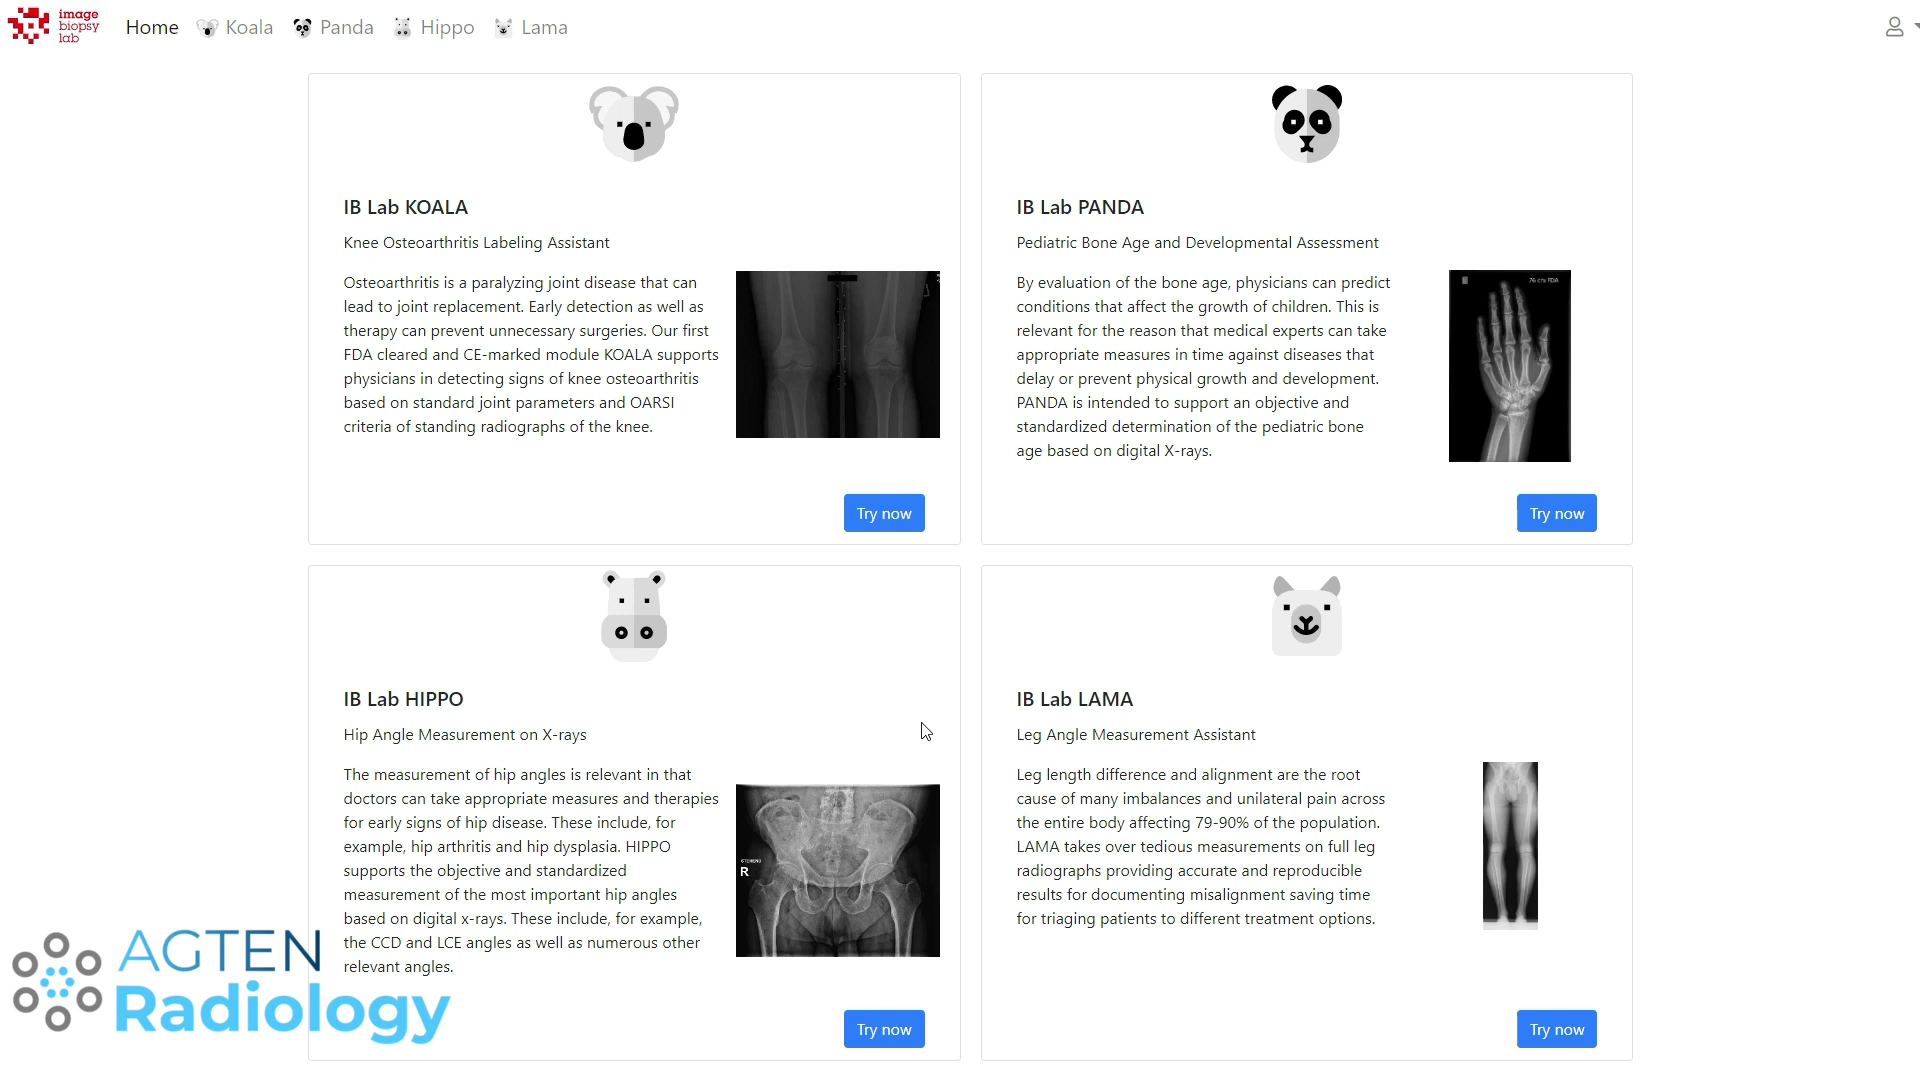 image
biopsy
lab
Home
Koala
Panda
Hippo
Lama
IB Lab KOALA
Knee Osteoarthritis Labeling Assistant
Osteoarthritis is a paralyzing joint disease that can
lead to joint replacement. Early detection as well as
therapy can prevent unnecessary surgeries. Our first
FDA cleared and CE-marked module KOALA supports
physicians in detecting signs of knee osteoarthritis
based on standard joint parameters and OARSI
criteria of standing radiographs of the knee.
Try now
IB Lab PANDA
Pediatric Bone Age and Developmental Assessment
By evaluation of the bone age, physicians can predict
conditions that affect the growth of children. This is
relevant for the reason that medical experts can take
appropriate measures in time against diseases that
delay or prevent physical growth and development.
PANDA is intended to support an objective and
standardized determination of the pediatric bone
age based on digital X-rays.
76 cm FDA
Try now
IB Lab HIPPO
Hip Angle Measurement on X-rays
The measurement of hip angles is relevant in that
doctors can take appropriate measures and therapies
for early signs of hip disease. These include, for
example, hip arthritis and hip dysplasia. HIPPO
supports the objective and standardized
measurement of the most important hip angles
based on digital x-rays. These include, for example,
the CCD and LCE angles as well as numerous other
relevant angles.
R
Try now
IB Lab LAMA
Leg Angle Measurement Assistant
Leg length difference and alignment are the root
cause of many imbalances and unilateral pain across
the entire body affecting 79-90% of the population.
LAMA takes over tedious measurements on full leg
radiographs providing accurate and reproducible
results for documenting misalignment saving time
for triaging patients to different treatment options.
Try now
AGTEN
Radiology